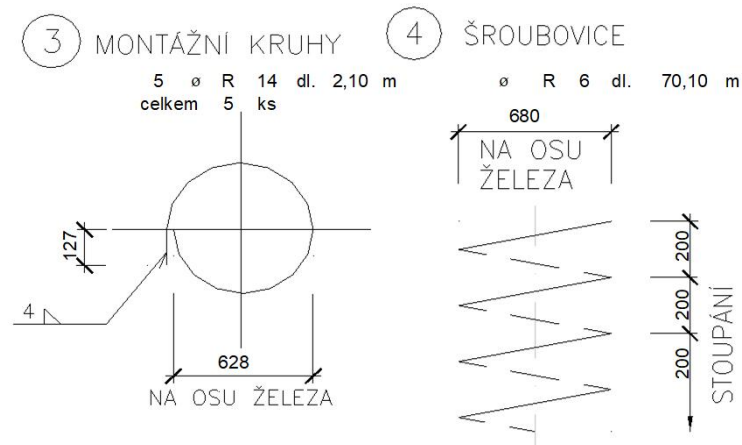 3 MONTÁŽNÍ KRUHY
5 ø R 14 dl. 2,10 m
celkem 5 ks
127
4
628
NA OSU ŽELEZA
4 ŠROUBOVICE
ø R 6 dl. 70,10 m
680
NA OSU
ŽELEZA
200
200
200
STOUPÁNÍ